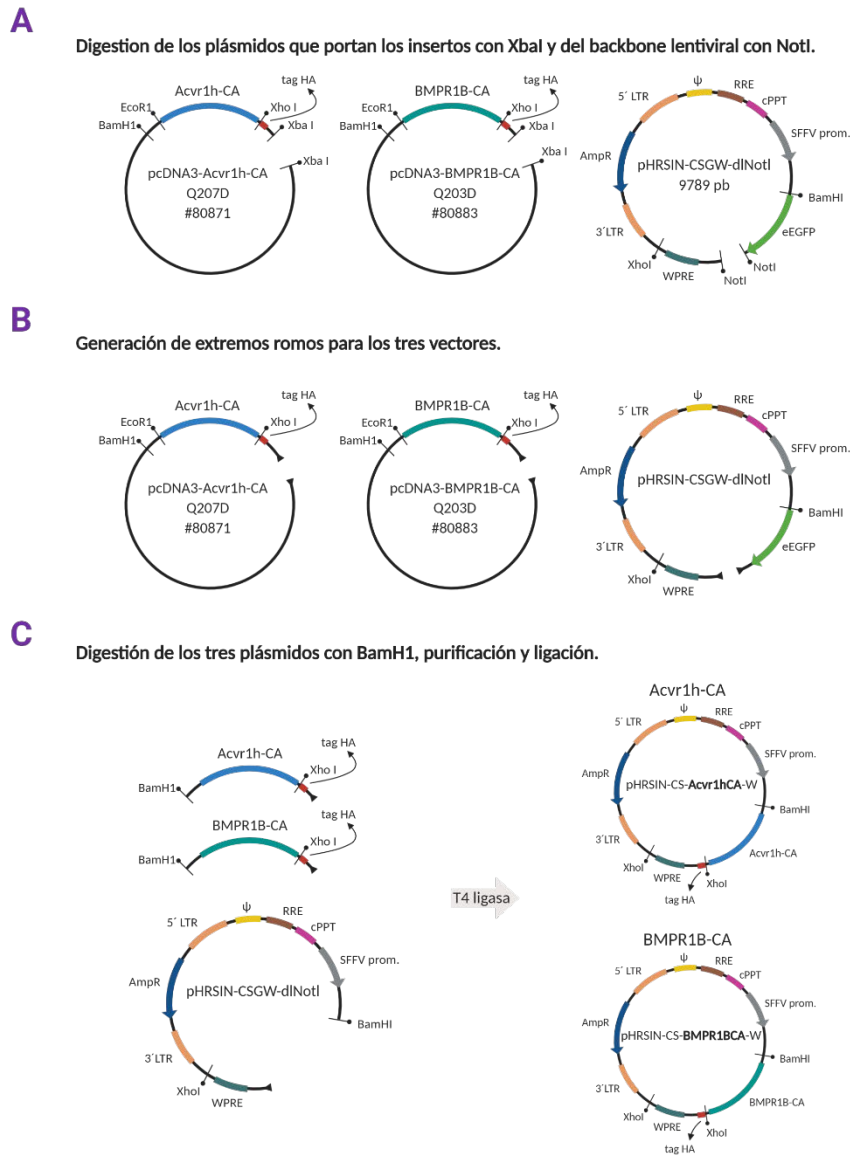 A
Digestion de los plásmidos que portan los insertos con XbaI y del backbone lentiviral con NotI.
Acvr1h-CA
tag HA
EcoR1
BamH1
Xho I
Xba I
Xba I
pcDNA3-Acvr1h-CA
Q207D
#80871
BMPR1B-CA
tag HA
EcoR1
BamH1
Xho I
Xba I
Xba I
pcDNA3-BMPR1B-CA
Q203D
#80883
5´ LTR
ψ
RRE
cPPT
SFFV prom.
AmpR
pHRSIN-CSGW-dlNotI
9789 pb
BamHI
eEGFP
3´LTR
XhoI
WPRE
NotI
NotI
B
Generación de extremos romos para los tres vectores.
Acvr1h-CA
tag HA
EcoR1
BamH1
Xho I
pcDNA3-Acvr1h-CA
Q207D
#80871
BMPR1B-CA
tag HA
EcoR1
BamH1
Xho I
pcDNA3-BMPR1B-CA
Q203D
#80883
5´ LTR
ψ
RRE
cPPT
SFFV prom.
AmpR
pHRSIN-CSGW-dlNotI
BamHI
eEGFP
3´LTR
XhoI
WPRE
C
Digestión de los tres plásmidos con BamH1, purificación y ligación.
Acvr1h-CA
tag HA
Xho I
BamH1
BMPR1B-CA
tag HA
Xho I
BamH1
5´ LTR
ψ
RRE
cPPT
SFFV prom.
AmpR
pHRSIN-CSGW-dlNotI
BamHI
3´LTR
XhoI
WPRE
T4 ligasa
Acvr1h-CA
5´ LTR
ψ
RRE
cPPT
SFFV prom.
AmpR
pHRSIN-CS-Acvr1hCA-W
BamHI
Acvr1h-CA
3´LTR
XhoI
WPRE
XhoI
tag HA
BMPR1B-CA
5´ LTR
ψ
RRE
cPPT
SFFV prom.
AmpR
pHRSIN-CS-BMPR1BCA-W
BamHI
BMPR1B-CA
3´LTR
XhoI
WPRE
XhoI
tag HA